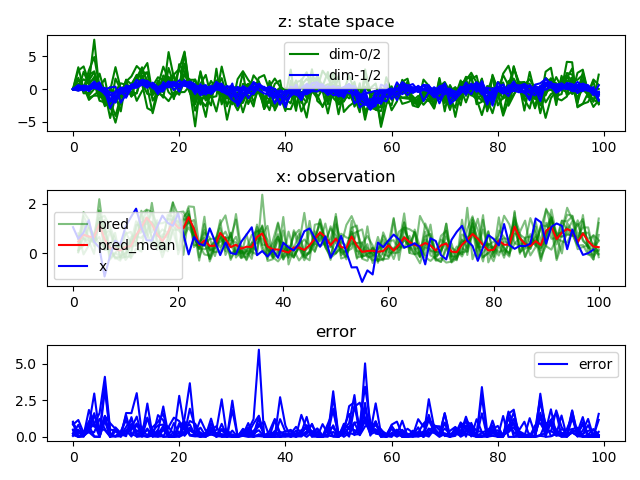 z: state space
5
0
−5
dim-0/2
dim-1/2
0 20 40 60 80 100
x: observation
2
0
pred
pred_mean
x
0 20 40 60 80 100
error
5.0
2.5
0.0
error
0 20 40 60 80 100